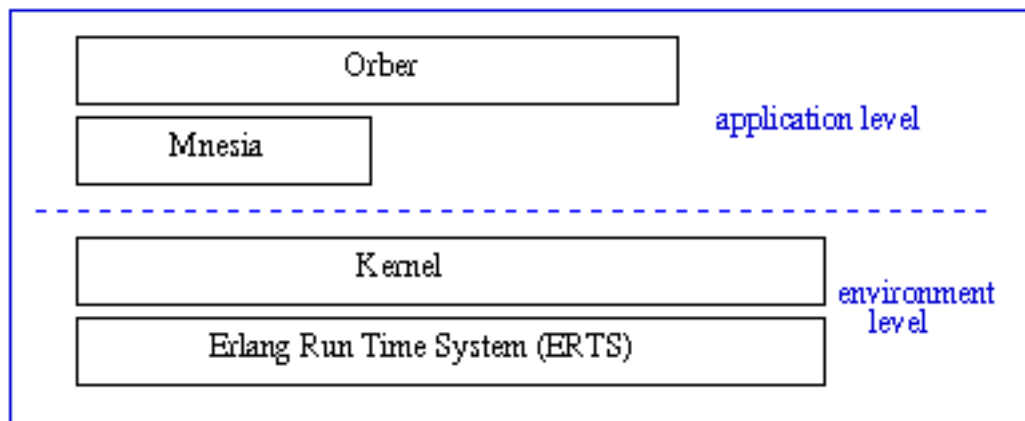 Orber
application level
Mnesia
Kernel
environment
level
Erlang Run Time System (ERTS)